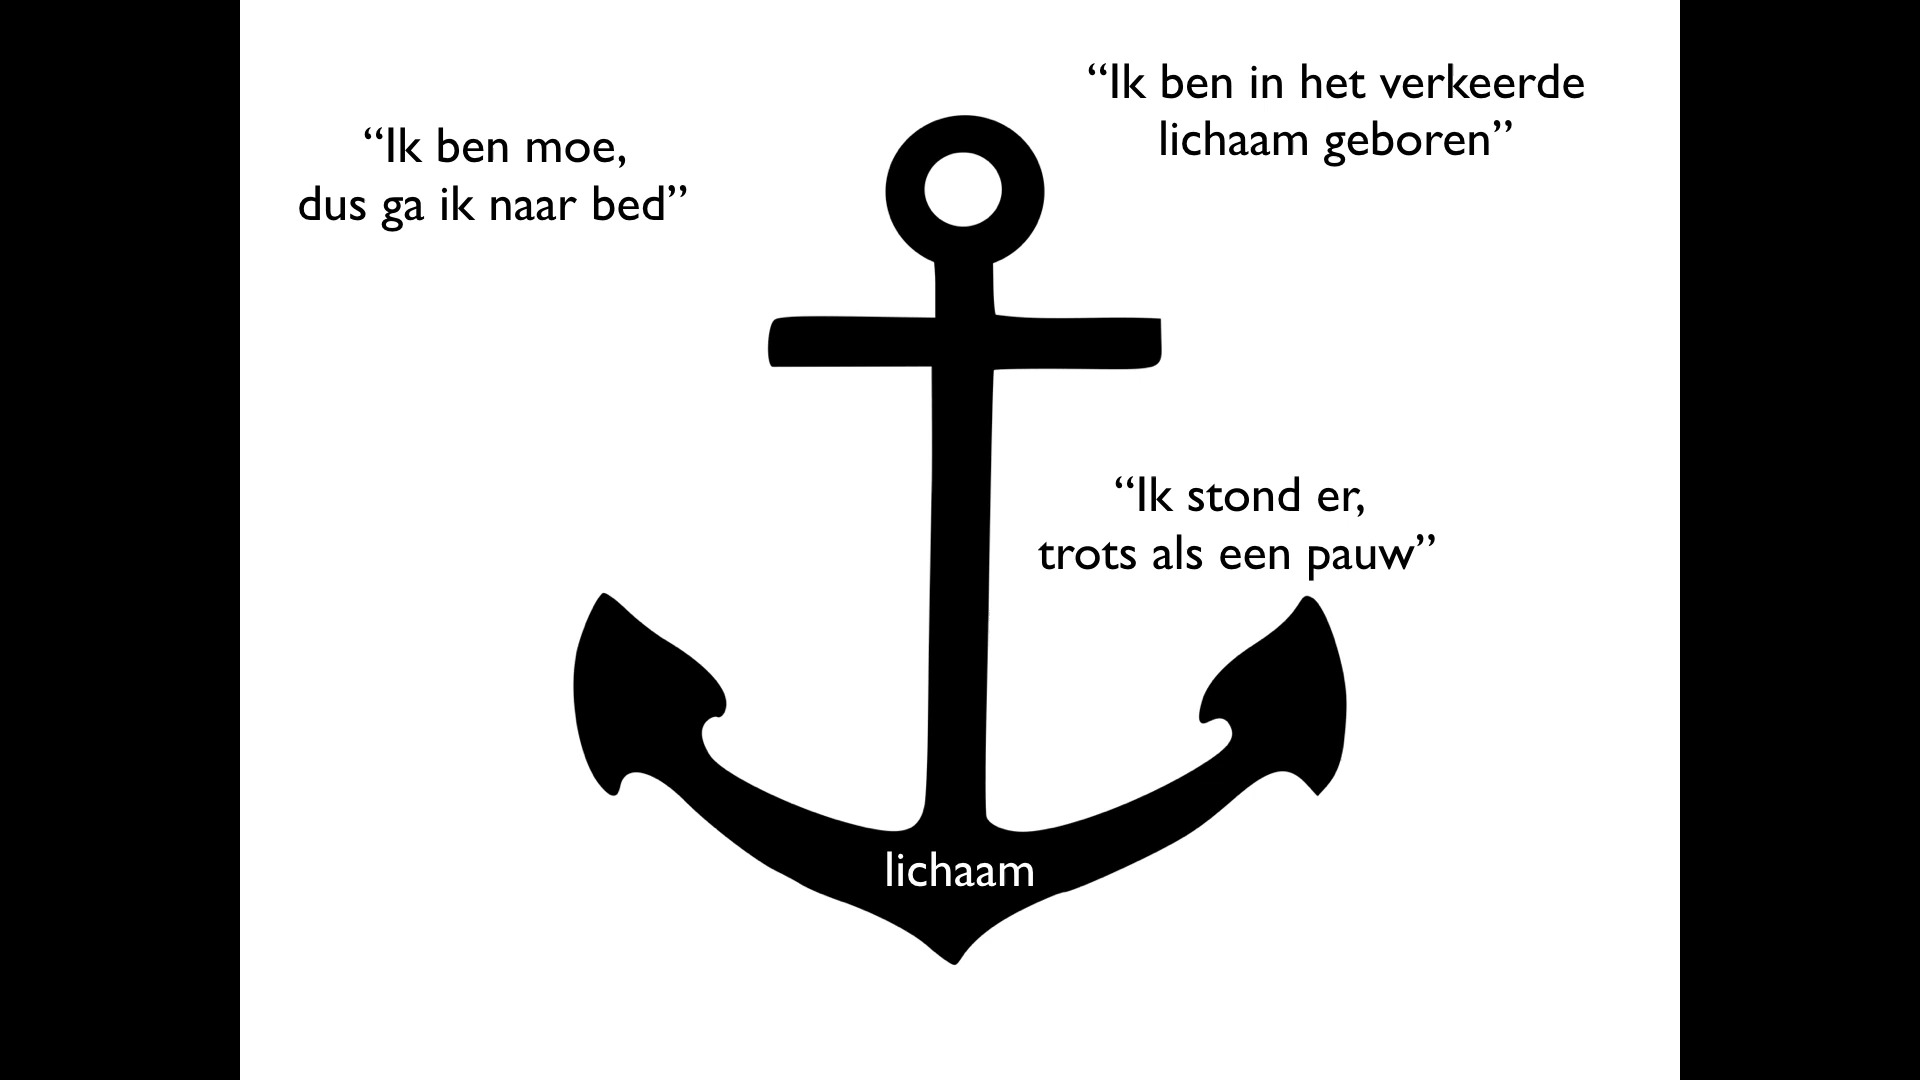 “Ik ben in het verkeerde
lichaam geboren”
“Ik ben moe,
dus ga ik naar bed”
“Ik stond er,
trots als een pauw”
lichaam